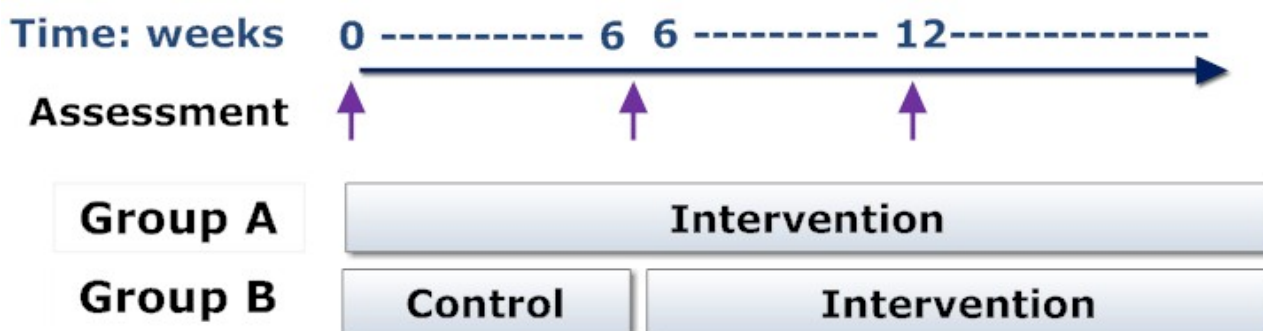 Time: weeks 0 ----------- 6 6 ---------- 12--------------
Assessment
Group A Intervention
Group B Control Intervention